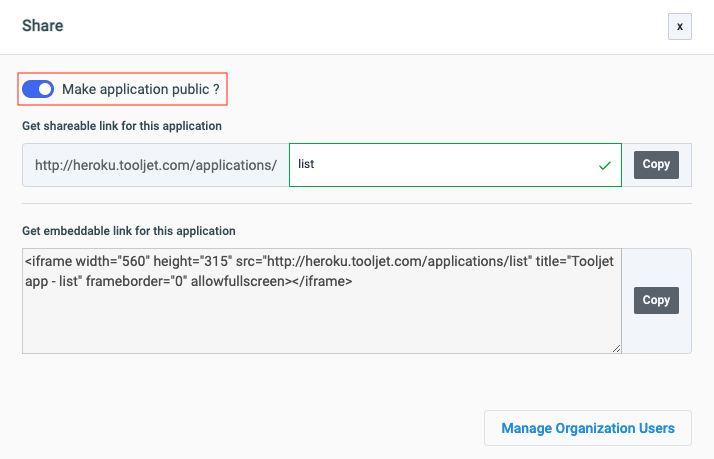 Share
x
Make application public ?
Get shareable link for this application
http://heroku.tooljet.com/applications/ list Copy
Get embeddable link for this application
<iframe width="560" height="315" src="http://heroku.tooljet.com/applications/list" title="Tooljet
app - list" frameborder="0" allowfullscreen></iframe>
Copy
Manage Organization Users